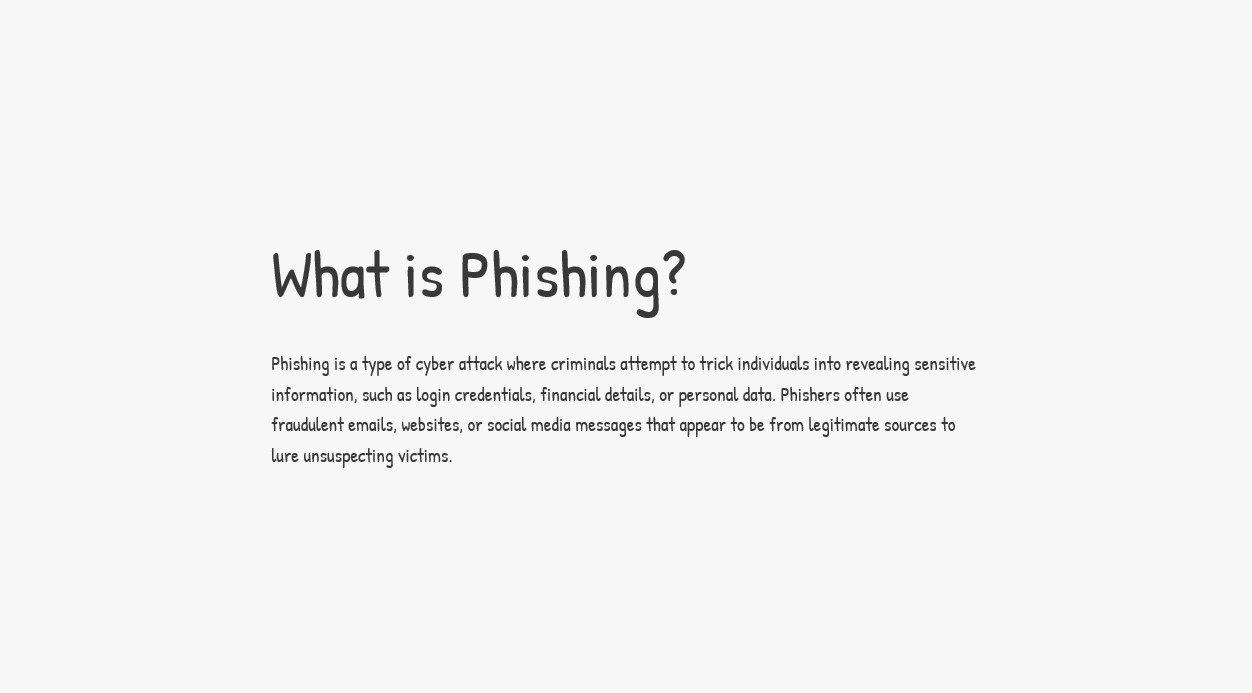 What is Phishing?
Phishing is a type of cyber attack where criminals attempt to trick individuals into revealing sensitive
information, such as login credentials, financial details, or personal data. Phishers often use
fraudulent emails, websites, or social media messages that appear to be from legitimate sources to
lure unsuspecting victims.